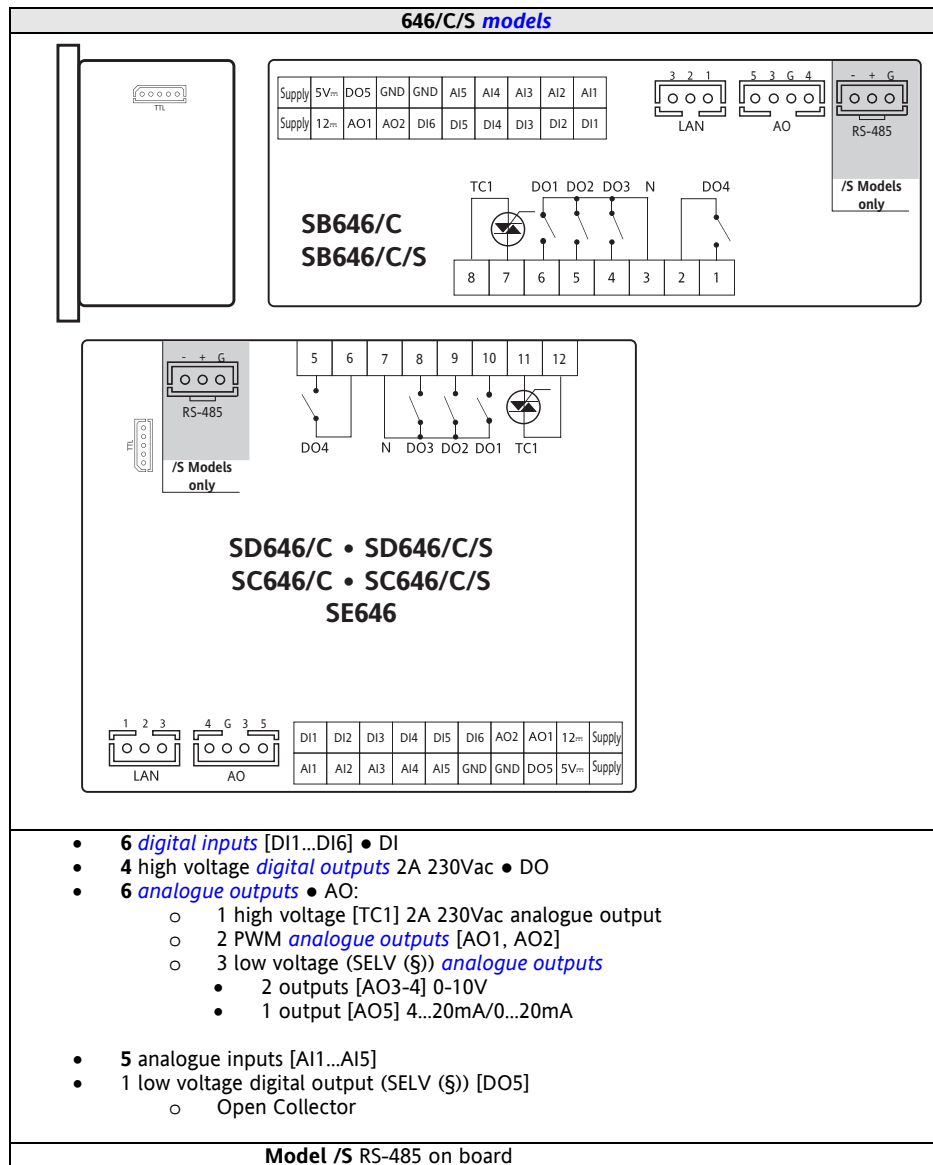 646/C/S models
TTL
Supply 5V⎓ DO5 GND GND AI5 AI4 AI3 AI2 AI1
Supply 12⎓ AO1 AO2 DI6 DI5 DI4 DI3 DI2 DI1
3 2 1
LAN
5 3 G 4
AO
- + G
RS-485
/S Models
only
SB646/C
SB646/C/S
TC1 DO1 DO2 DO3 N DO4
8 7 6 5 4 3 2 1
- + G
RS-485
TTL
/S Models
only
5 6 7 8 9 10 11 12
DO4 N DO3 DO2 DO1 TC1
SD646/C • SD646/C/S
SC646/C • SC646/C/S
SE646
1 2 3
LAN
4 G 3 5
AO
DI1 DI2 DI3 DI4 DI5 DI6 AO2 AO1 12⎓ Supply
AI1 AI2 AI3 AI4 AI5 GND GND DO5 5V⎓ Supply
• 6 digital inputs [DI1...DI6] ● DI
• 4 high voltage digital outputs 2A 230Vac ● DO
• 6 analogue outputs ● AO:
o 1 high voltage [TC1] 2A 230Vac analogue output
o 2 PWM analogue outputs [AO1, AO2]
o 3 low voltage (SELV (§)) analogue outputs
• 2 outputs [AO3-4] 0-10V
• 1 output [AO5] 4...20mA/0...20mA
• 5 analogue inputs [AI1...AI5]
• 1 low voltage digital output (SELV (§)) [DO5]
o Open Collector
Model /S RS-485 on board